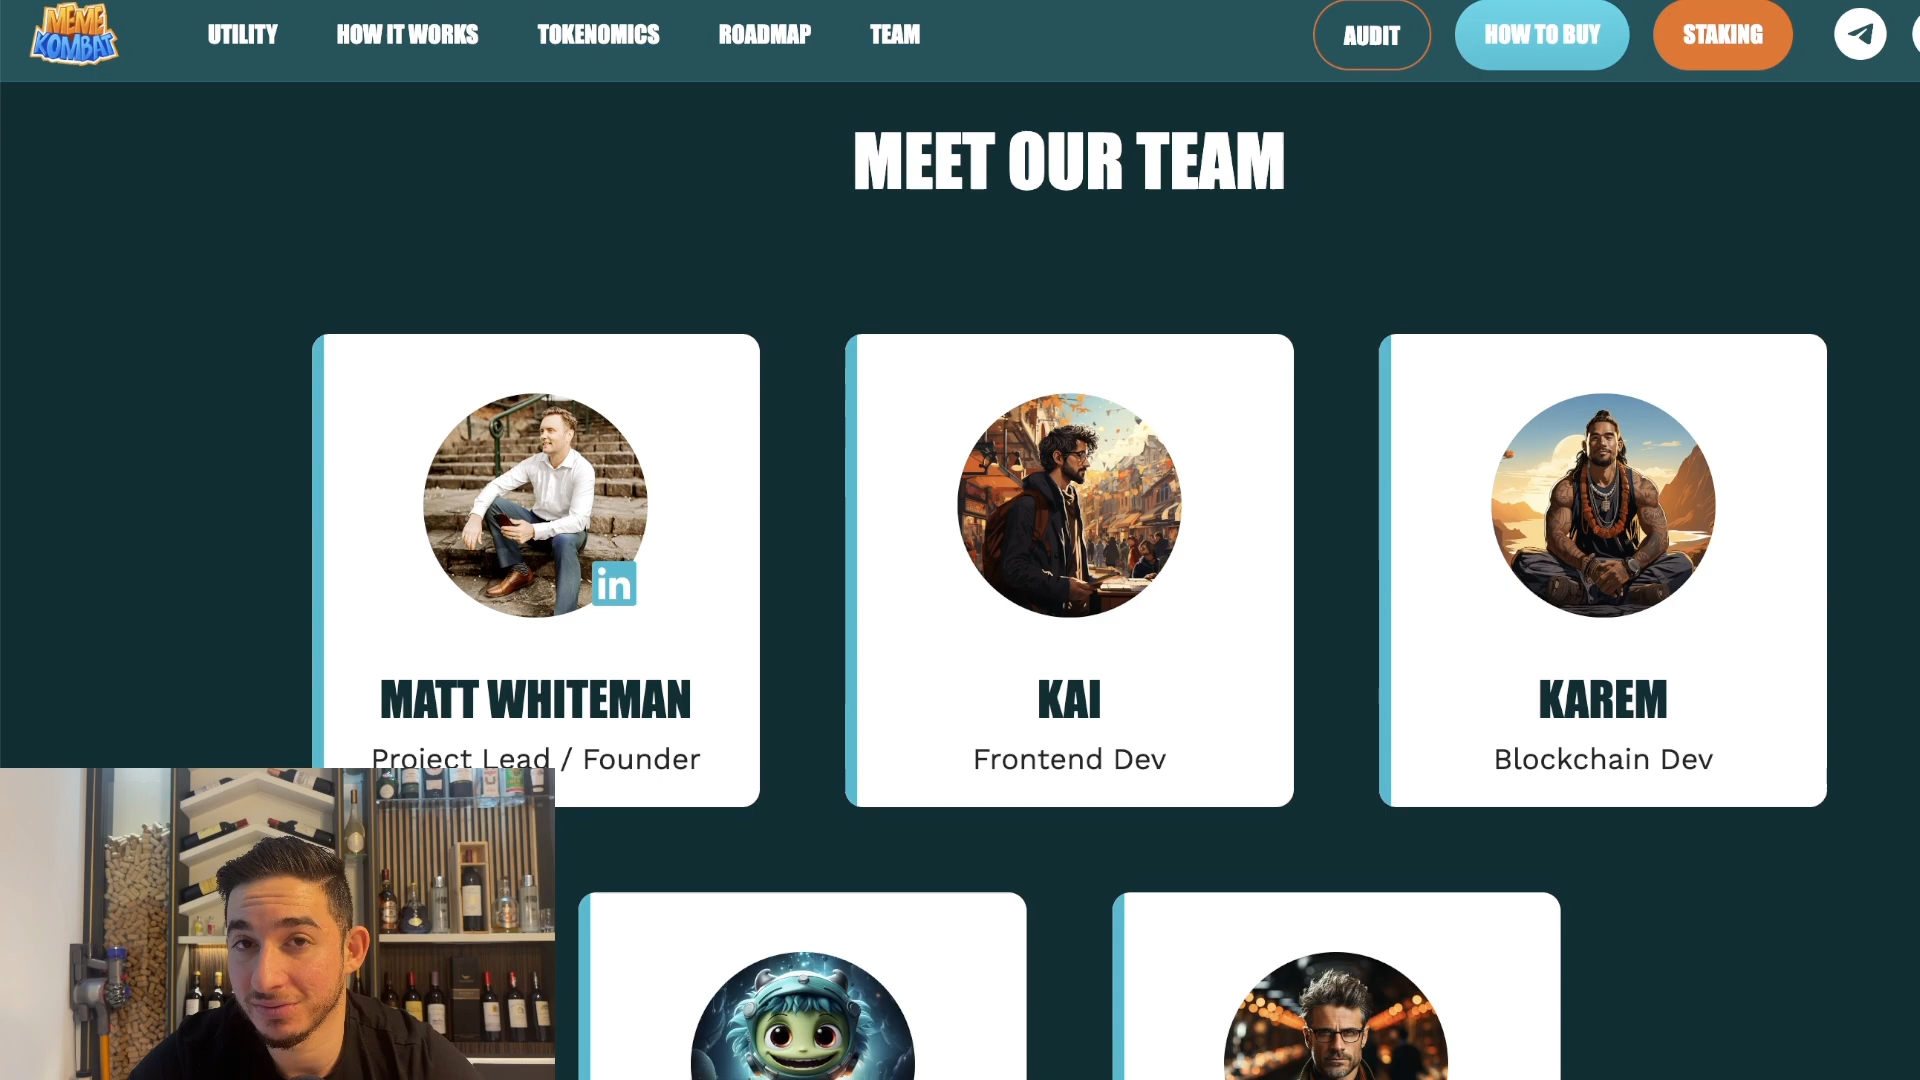 MEME
KOMBAT
UTILITY
HOW IT WORKS
TOKENOMICS
ROADMAP
TEAM
AUDIT
HOW TO BUY
STAKING
MEET OUR TEAM
in
MATT WHITEMAN
Project Lead / Founder
KAI
Frontend Dev
KAREM
Blockchain Dev